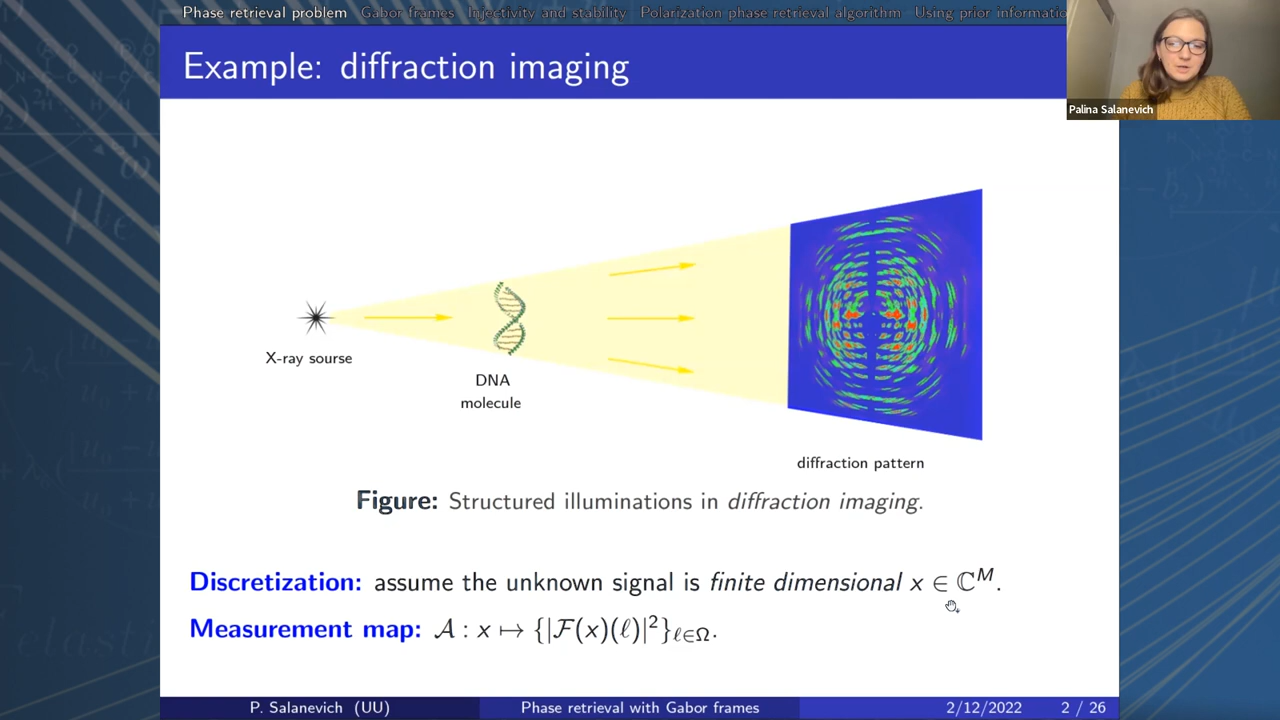 Phase retrieval problem Gabor frames Injectivity and stability Polarization phase retrieval algorithm Using prior informatio
Example: diffraction imaging
Palina Salanevich
X-ray sourse
DNA
molecule
diffraction pattern
Figure: Structured illuminations in diffraction imaging.
Discretization: assume the unknown signal is finite dimensional x ∈ ℂ^M.
Measurement map: 𝒜 : x ↦ {|ℱ(x)(ℓ)|²}_{ℓ∈Ω}.
P. Salanevich (UU) Phase retrieval with Gabor frames 2/12/2022 2 / 26